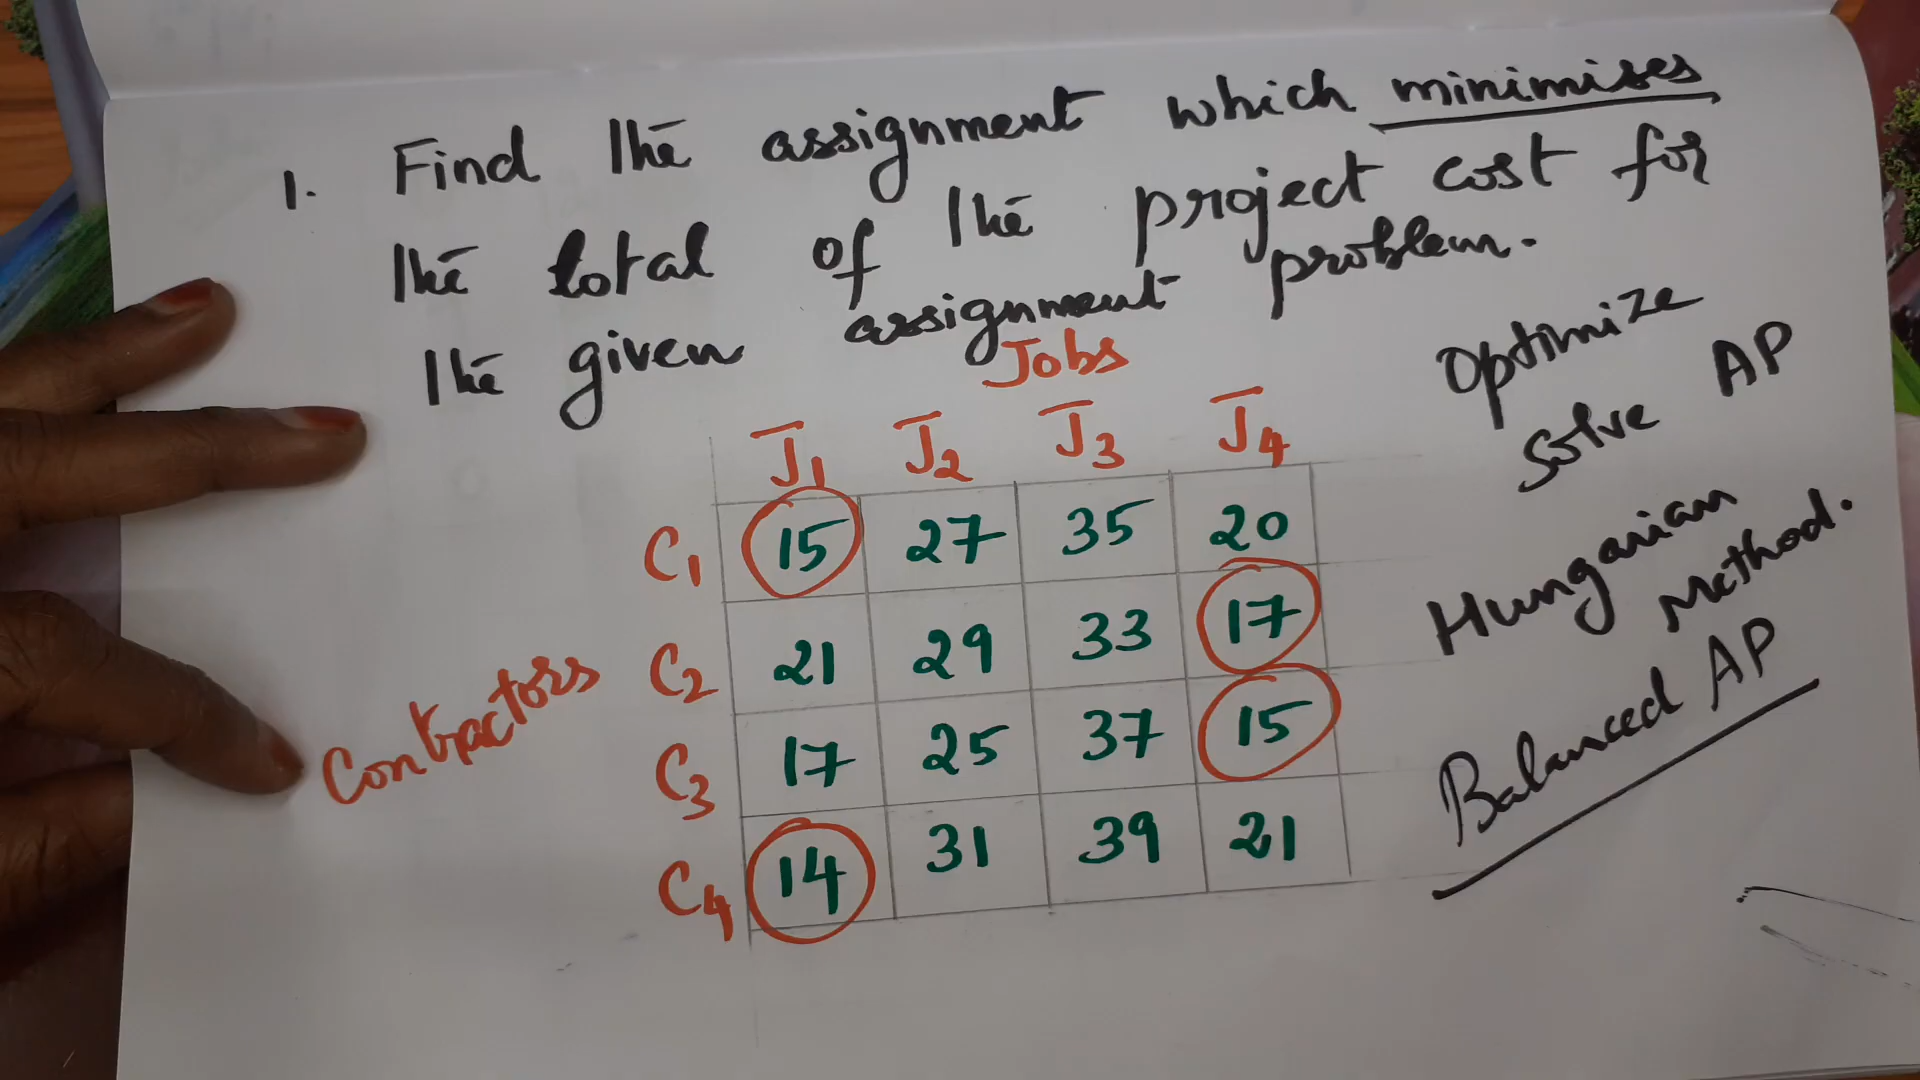 1. Find the assignment which minimises
the total of the project cost for
the given assignment problem.
Jobs
J1 J2 J3 J4
C1 15 27 35 20
C2 21 29 33 17
C3 17 25 37 15
C4 14 31 39 21
Contractors
Optimize
Solve AP
Hungarian
Method.
Balanced AP